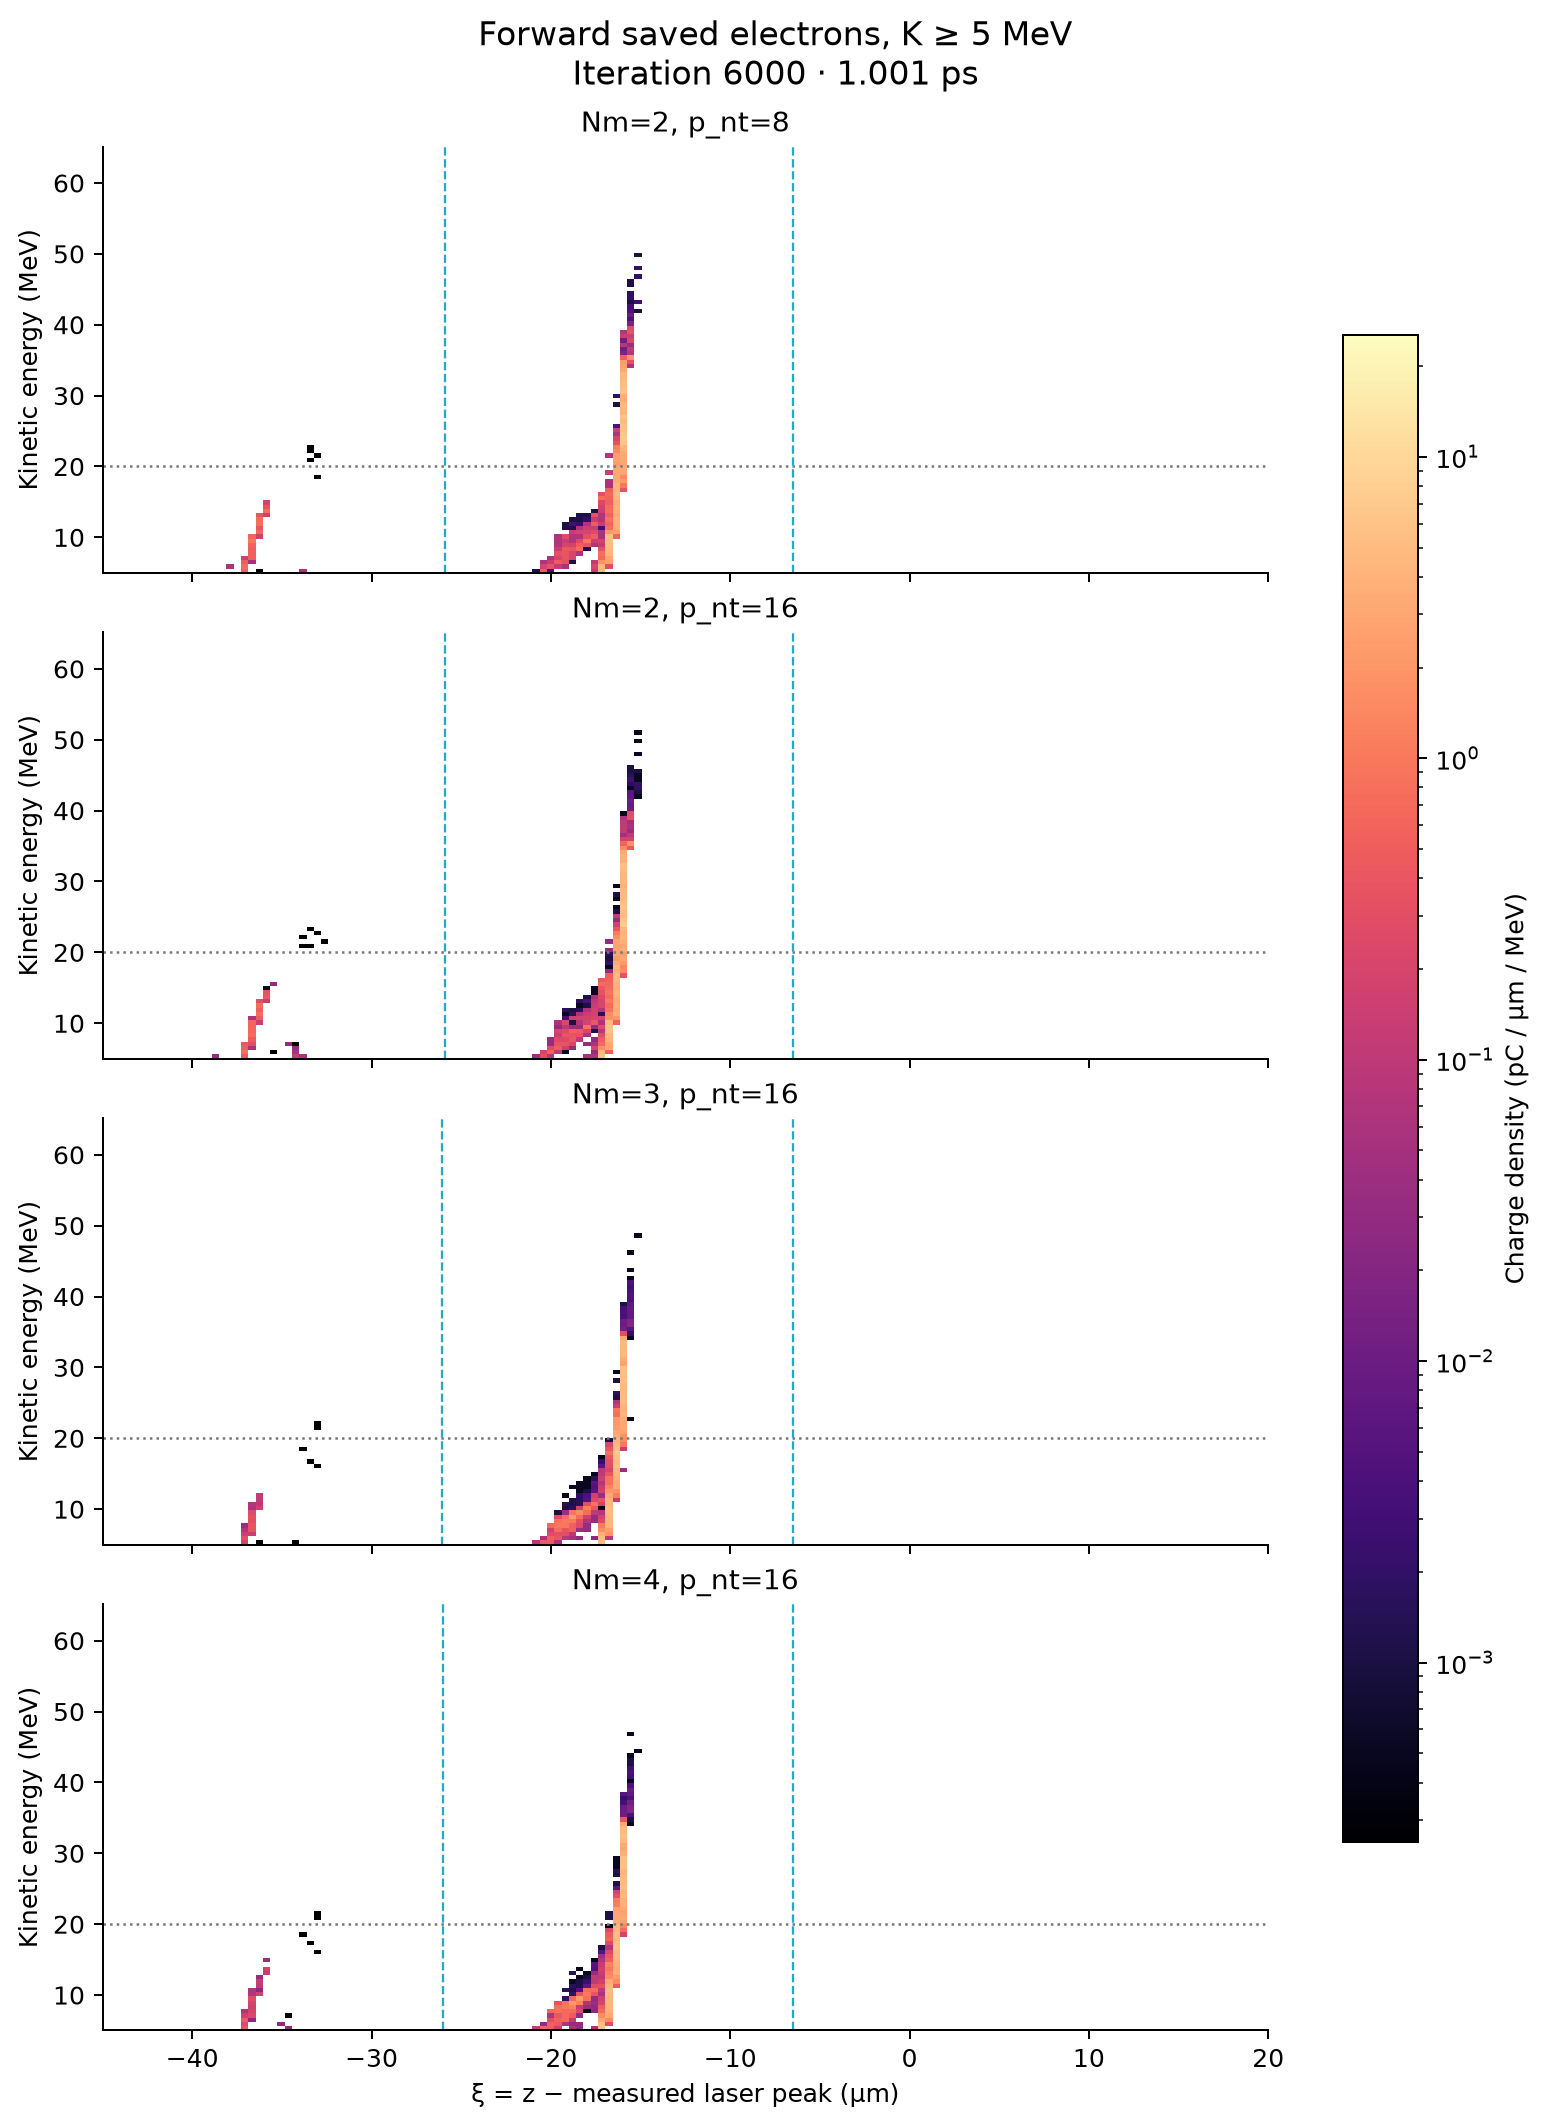 Forward saved electrons, K ≥ 5 MeV
Iteration 6000 · 1.001 ps
Nm=2, p_nt=8
Kinetic energy (MeV)
60
50
40
30
20
10
Nm=2, p_nt=16
Kinetic energy (MeV)
60
50
40
30
20
10
Nm=3, p_nt=16
Kinetic energy (MeV)
60
50
40
30
20
10
Nm=4, p_nt=16
Kinetic energy (MeV)
60
50
40
30
20
10
−40 −30 −20 −10 0 10 20
ξ = z − measured laser peak (μm)
10¹
10⁰
10⁻¹
10⁻²
10⁻³
Charge density (pC / μm / MeV)